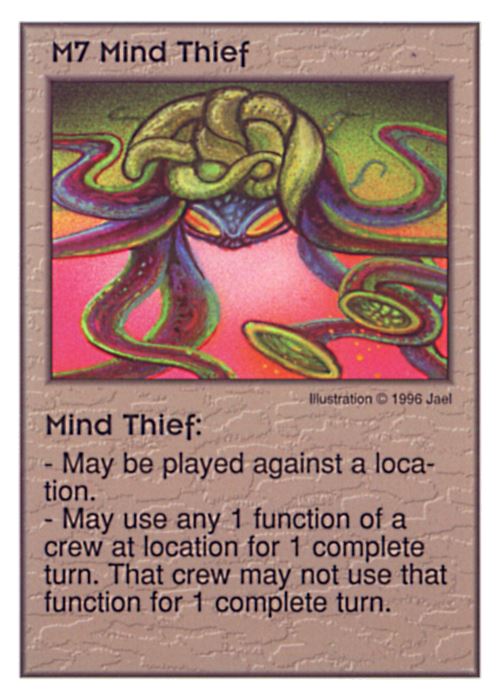 M7 Mind Thief
Illustration © 1996 Jael
Mind Thief:
- May be played against a loca-
tion.
- May use any 1 function of a
crew at location for 1 complete
turn. That crew may not use that
function for 1 complete turn.